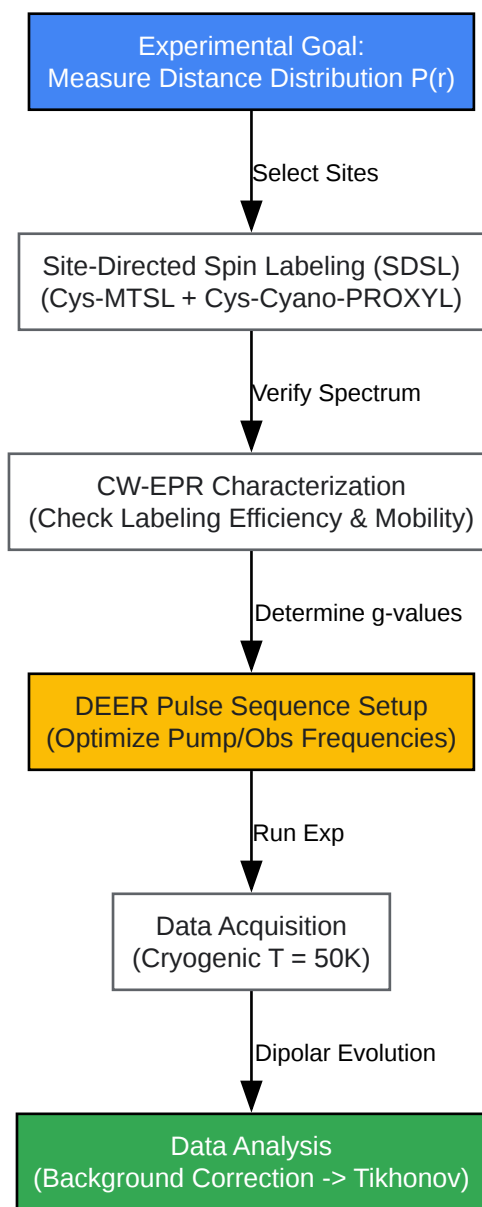 Experimental Goal:
Measure Distance Distribution P(r)
Select Sites
Site-Directed Spin Labeling (SDSL)
(Cys-MTSL + Cys-Cyano-PROXYL)
Verify Spectrum
CW-EPR Characterization
(Check Labeling Efficiency & Mobility)
Determine g-values
DEER Pulse Sequence Setup
(Optimize Pump/Obs Frequencies)
Run Exp
Data Acquisition
(Cryogenic T = 50K)
Dipolar Evolution
Data Analysis
(Background Correction -> Tikhonov)